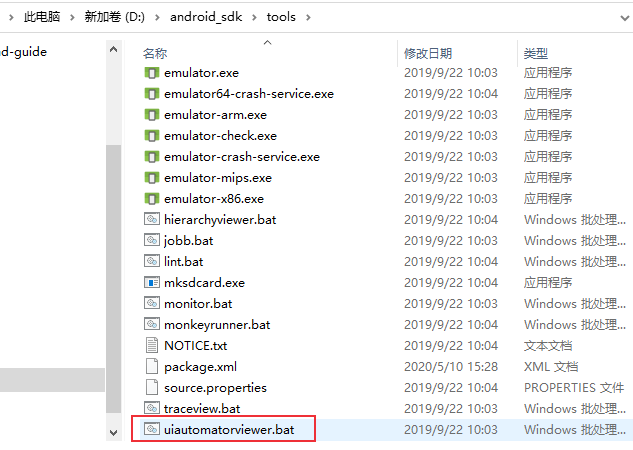 此电脑 > 新加卷 (D:) > android_sdk > tools >
d-guide
名称 修改日期 类型
emulator.exe 2019/9/22 10:03 应用程序
emulator64-crash-service.exe 2019/9/22 10:04 应用程序
emulator-arm.exe 2019/9/22 10:03 应用程序
emulator-check.exe 2019/9/22 10:03 应用程序
emulator-crash-service.exe 2019/9/22 10:03 应用程序
emulator-mips.exe 2019/9/22 10:03 应用程序
emulator-x86.exe 2019/9/22 10:03 应用程序
hierarchyviewer.bat 2019/9/22 10:04 Windows 批处理...
jobb.bat 2019/9/22 10:03 Windows 批处理...
lint.bat 2019/9/22 10:04 Windows 批处理...
mksdcard.exe 2019/9/22 10:04 应用程序
monitor.bat 2019/9/22 10:03 Windows 批处理...
monkeyrunner.bat 2019/9/22 10:04 Windows 批处理...
NOTICE.txt 2019/9/22 10:04 文本文档
package.xml 2020/5/10 15:28 XML 文档
source.properties 2019/9/22 10:04 PROPERTIES 文件
traceview.bat 2019/9/22 10:03 Windows 批处理...
uiautomatorviewer.bat 2019/9/22 10:03 Windows 批处理...